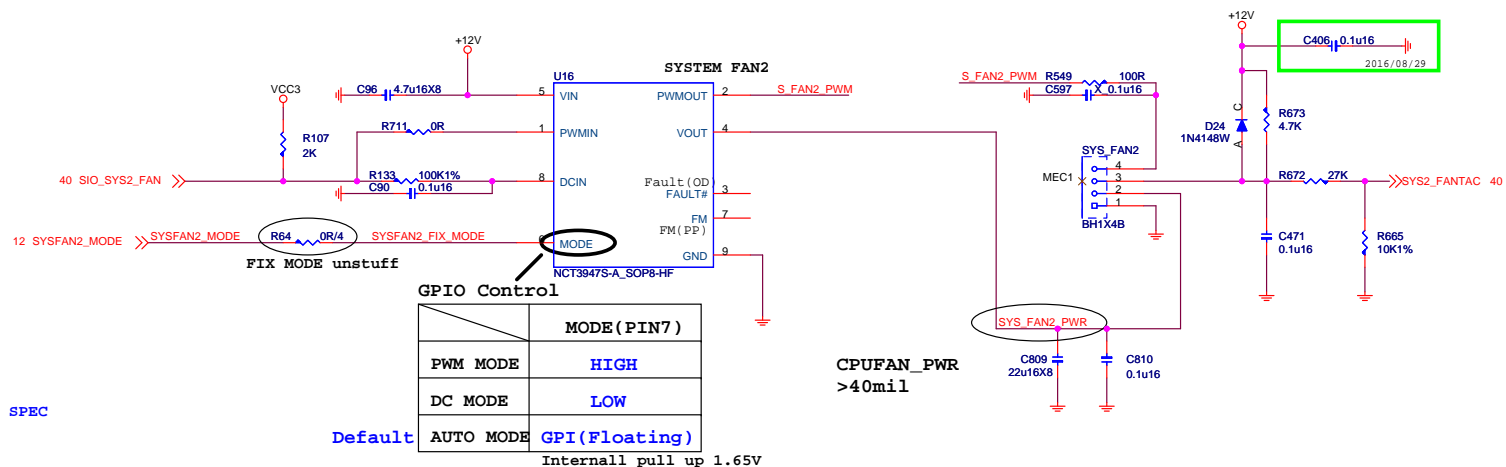 +12V
C406 0.1u16
2016/08/29
+12V
SYSTEM FAN2
U16
VCC3
C96 4.7u16X8
5 VIN
PWMOUT 2
S_FAN2_PWM
S_FAN2_PWM
R549 100R
C597 X_0.1u16
R107
2K
R711 0R
1 PWMIN
VOUT 4
D24
1N4148W
C
A
R673
4.7K
SYS_FAN2
MEC1
4
3
2
1
BH1X4B
40 SIO_SYS2_FAN
R133 100K1%
C90 0.1u16
8 DCIN
Fault(OD)
FAULT# 3
R672 27K
SYS2_FANTAC 40
FM 7
FM(PP)
12 SYSFAN2_MODE
SYSFAN2_MODE
R64 0R/4
SYSFAN2_FIX_MODE
MODE
GND 9
FIX MODE unstuff
NCT3947S-A_SOP8-HF
C471
0.1u16
R665
10K1%
GPIO Control
MODE(PIN7)
PWM MODE HIGH
DC MODE LOW
Default AUTO MODE GPI(Floating)
Internall pull up 1.65V
SPEC
SYS_FAN2_PWR
CPUFAN_PWR
>40mil
C809
22u16X8
C810
0.1u16